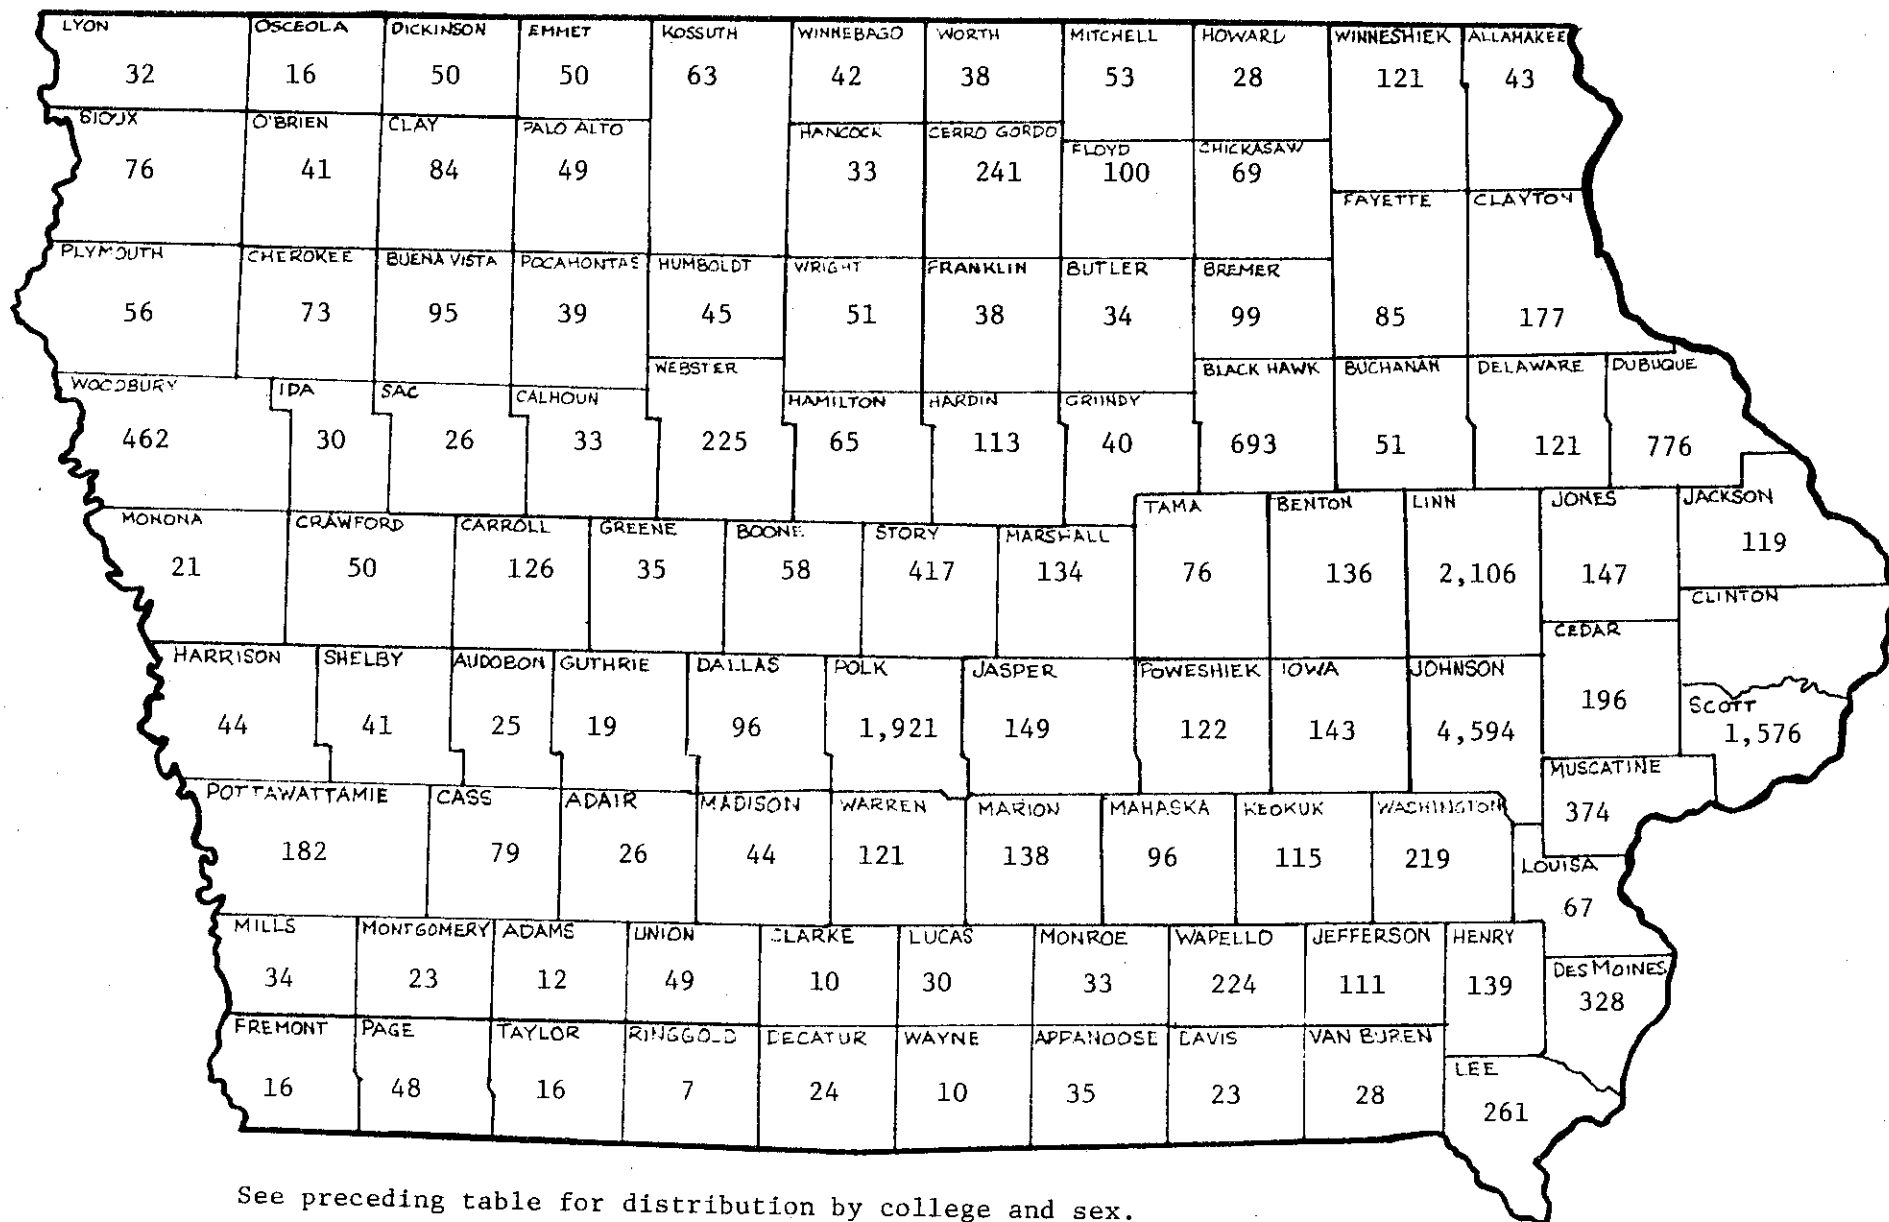 LYON OSCEOLA DICKINSON EMMET KOSSUTH WINNEBAGO WORTH MITCHELL HOWARD WINNESHIEK ALLAMAKEE
32 16 50 50 63 42 38 53 28 121 43
SIOUX O'BRIEN CLAY PALO ALTO HANCOCK CERRO GORDO FLOYD CHICKASAW
76 41 84 49 33 241 100 69
FAYETTE CLAYTON
PLYMOUTH CHEROKEE BUENA VISTA POCAHONTAS HUMBOLDT WRIGHT FRANKLIN BUTLER BREMER
56 73 95 39 45 51 38 34 99 85 177
WEBSTER BLACK HAWK BUCHANAN DELAWARE DUBUQUE
WOODBURY IDA SAC CALHOUN HAMILTON HARDIN GRUNDY
462 30 26 33 225 65 113 40 693 51 121 776
MONONA CRAWFORD CARROLL GREENE BOONE STORY MARSHALL TAMA BENTON LINN JONES JACKSON
21 50 126 35 58 417 134 76 136 2,106 147 119
CLINTON
CEDAR
HARRISON SHELBY AUDOBON GUTHRIE DALLAS POLK JASPER POWESHIEK IOWA JOHNSON
196 SCOTT
44 41 25 19 96 1,921 149 122 143 4,594 1,576
MUSCATINE
POTTAWATTAMIE CASS ADAIR MADISON WARREN MARION MAHASKA KEOKUK WASHINGTON 374
182 79 26 44 121 138 96 115 219
LOUISA
67
MILLS MONTGOMERY ADAMS UNION CLARKE LUCAS MONROE WAPELLO JEFFERSON HENRY
DES MOINES
34 23 12 49 10 30 33 224 111 139 328
FREMONT PAGE TAYLOR RINGGOLD DECATUR WAYNE APPANOOSE DAVIS VAN BUREN
LEE
16 48 16 7 24 10 35 23 28 261
See preceding table for distribution by college and sex.